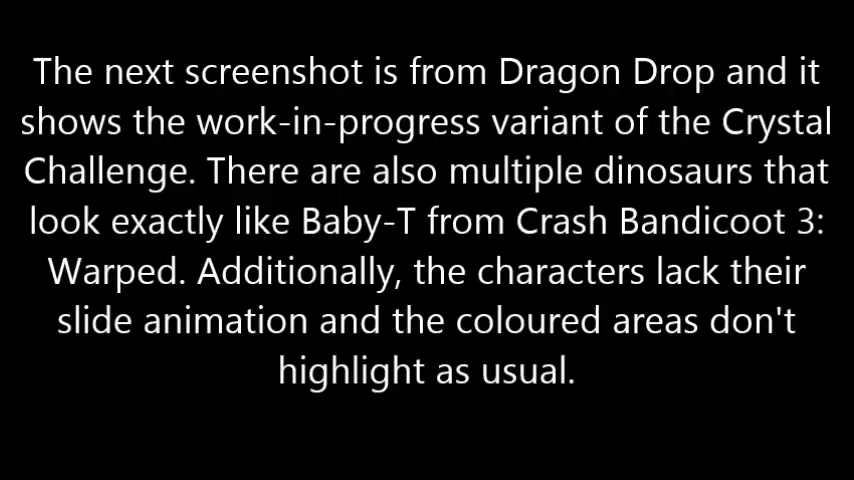 The next screenshot is from Dragon Drop and it
shows the work-in-progress variant of the Crystal
Challenge. There are also multiple dinosaurs that
look exactly like Baby-T from Crash Bandicoot 3:
Warped. Additionally, the characters lack their
slide animation and the coloured areas don't
highlight as usual.